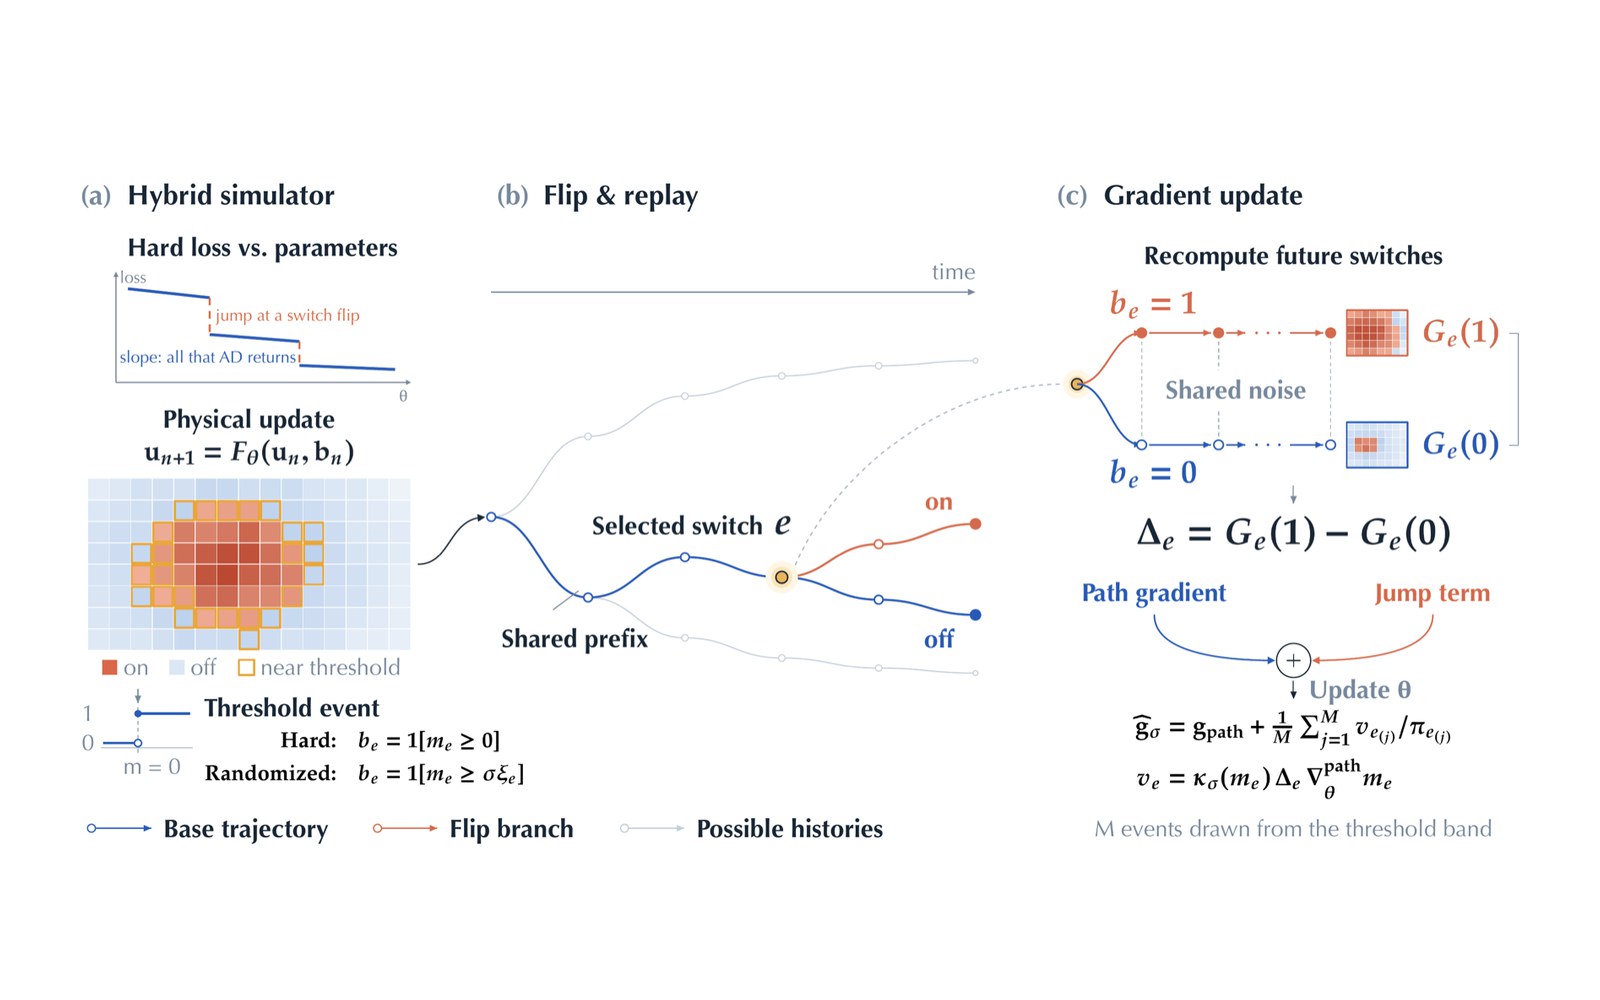 (a) Hybrid simulator
Hard loss vs. parameters
loss
jump at a switch flip
slope: all that AD returns
θ
Physical update
u_{n+1} = F_θ(u_n, b_n)
on
off
near threshold
1
0
m = 0
Threshold event
Hard: b_e = 1[m_e ≥ 0]
Randomized: b_e = 1[m_e ≥ σξ_e]
(b) Flip & replay
time
Selected switch e
on
Shared prefix
off
Base trajectory
Flip branch
Possible histories
(c) Gradient update
Recompute future switches
b_e = 1
G_e(1)
Shared noise
G_e(0)
b_e = 0
Δ_e = G_e(1) − G_e(0)
Path gradient
Jump term
+
Update θ
ĝ_σ = g_path + 1/M Σ_{j=1}^{M} v_{e_{(j)}}/π_{e_{(j)}}
v_e = κ_σ(m_e) Δ_e ∇_θ^{path} m_e
M events drawn from the threshold band